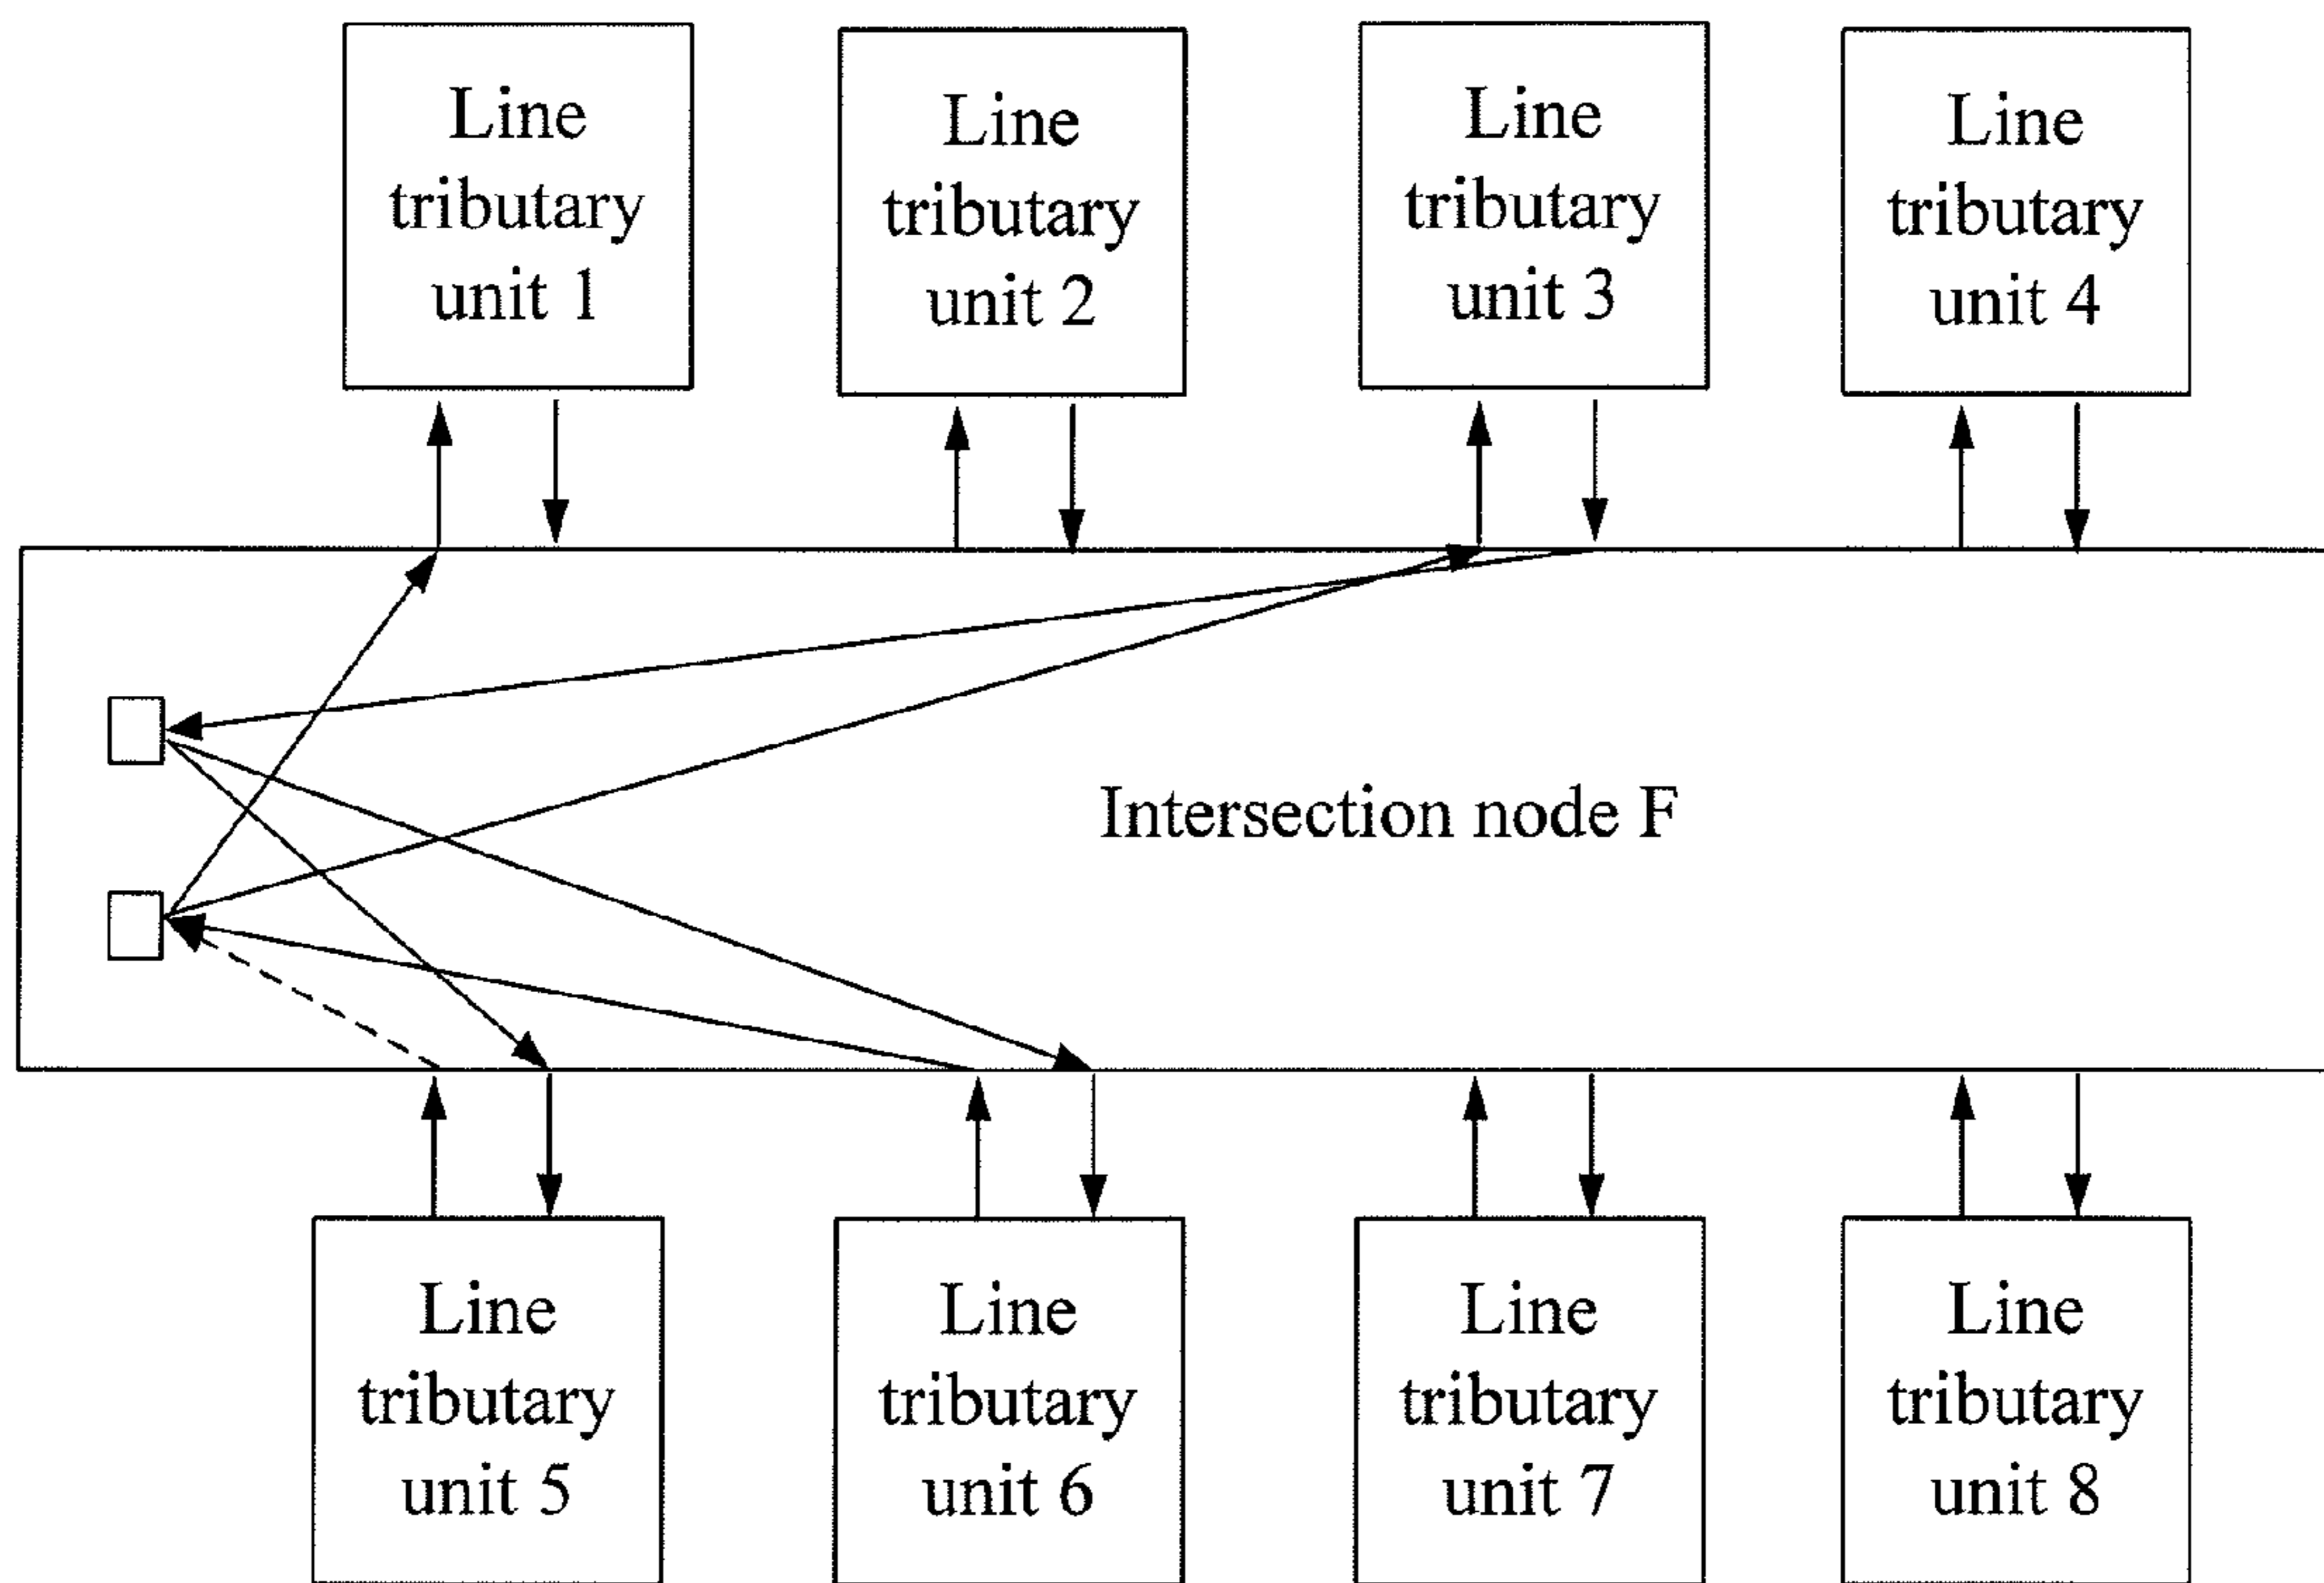 Line
tributary
unit 1
Line
tributary
unit 2
Line
tributary
unit 3
Line
tributary
unit 4
Intersection node F
Line
tributary
unit 5
Line
tributary
unit 6
Line
tributary
unit 7
Line
tributary
unit 8